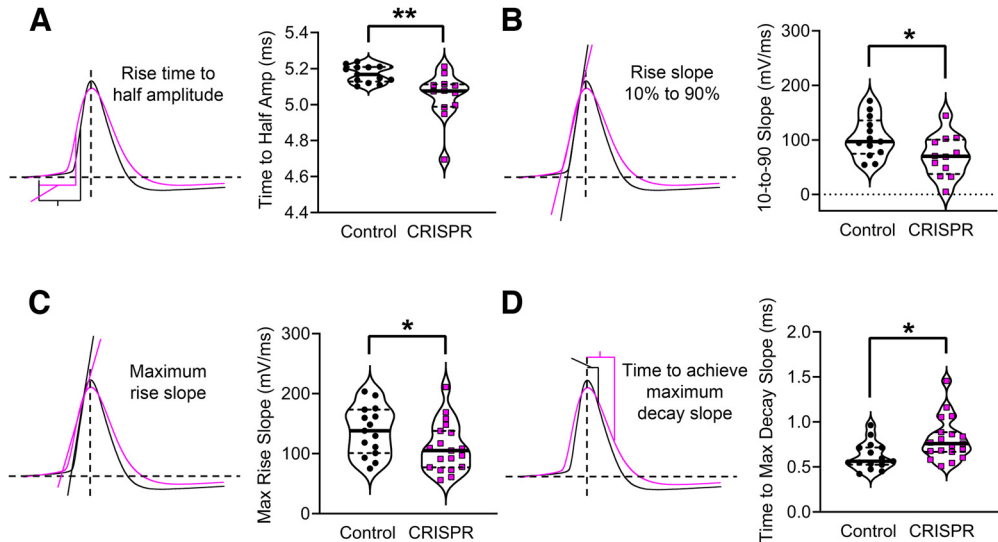 A
Rise time to
half amplitude
Time to Half Amp (ms)
5.4
5.2
5.0
4.8
4.6
4.4
**
Control
CRISPR
B
Rise slope
10% to 90%
10-to-90 Slope (mV/ms)
300
200
100
0
*
Control
CRISPR
C
Maximum
rise slope
Max Rise Slope (mV/ms)
300
200
100
0
*
Control
CRISPR
D
Time to achieve
maximum
decay slope
Time to Max Decay Slope (ms)
2.0
1.5
1.0
0.5
0.0
*
Control
CRISPR